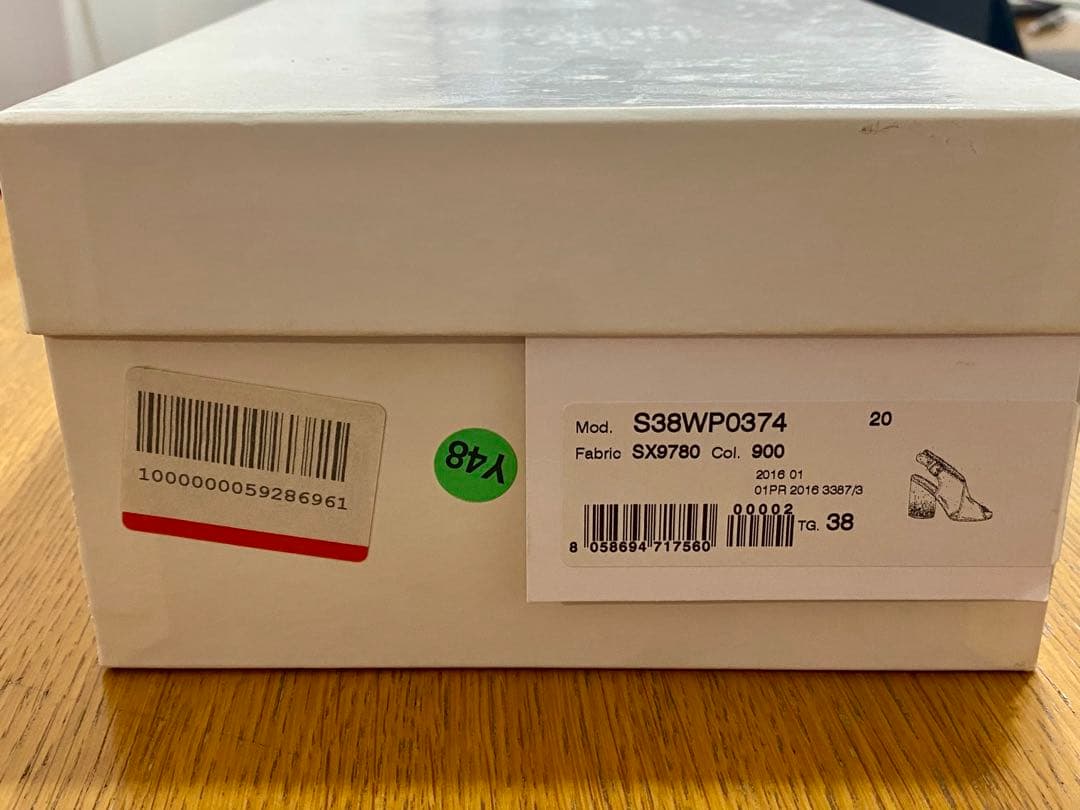 1000000059286961
Y48
Mod. S38WP0374 20
Fabric SX9780 Col. 900
2016 01
01PR 2016 3387/3
00002
8 058694 717560
TG. 38